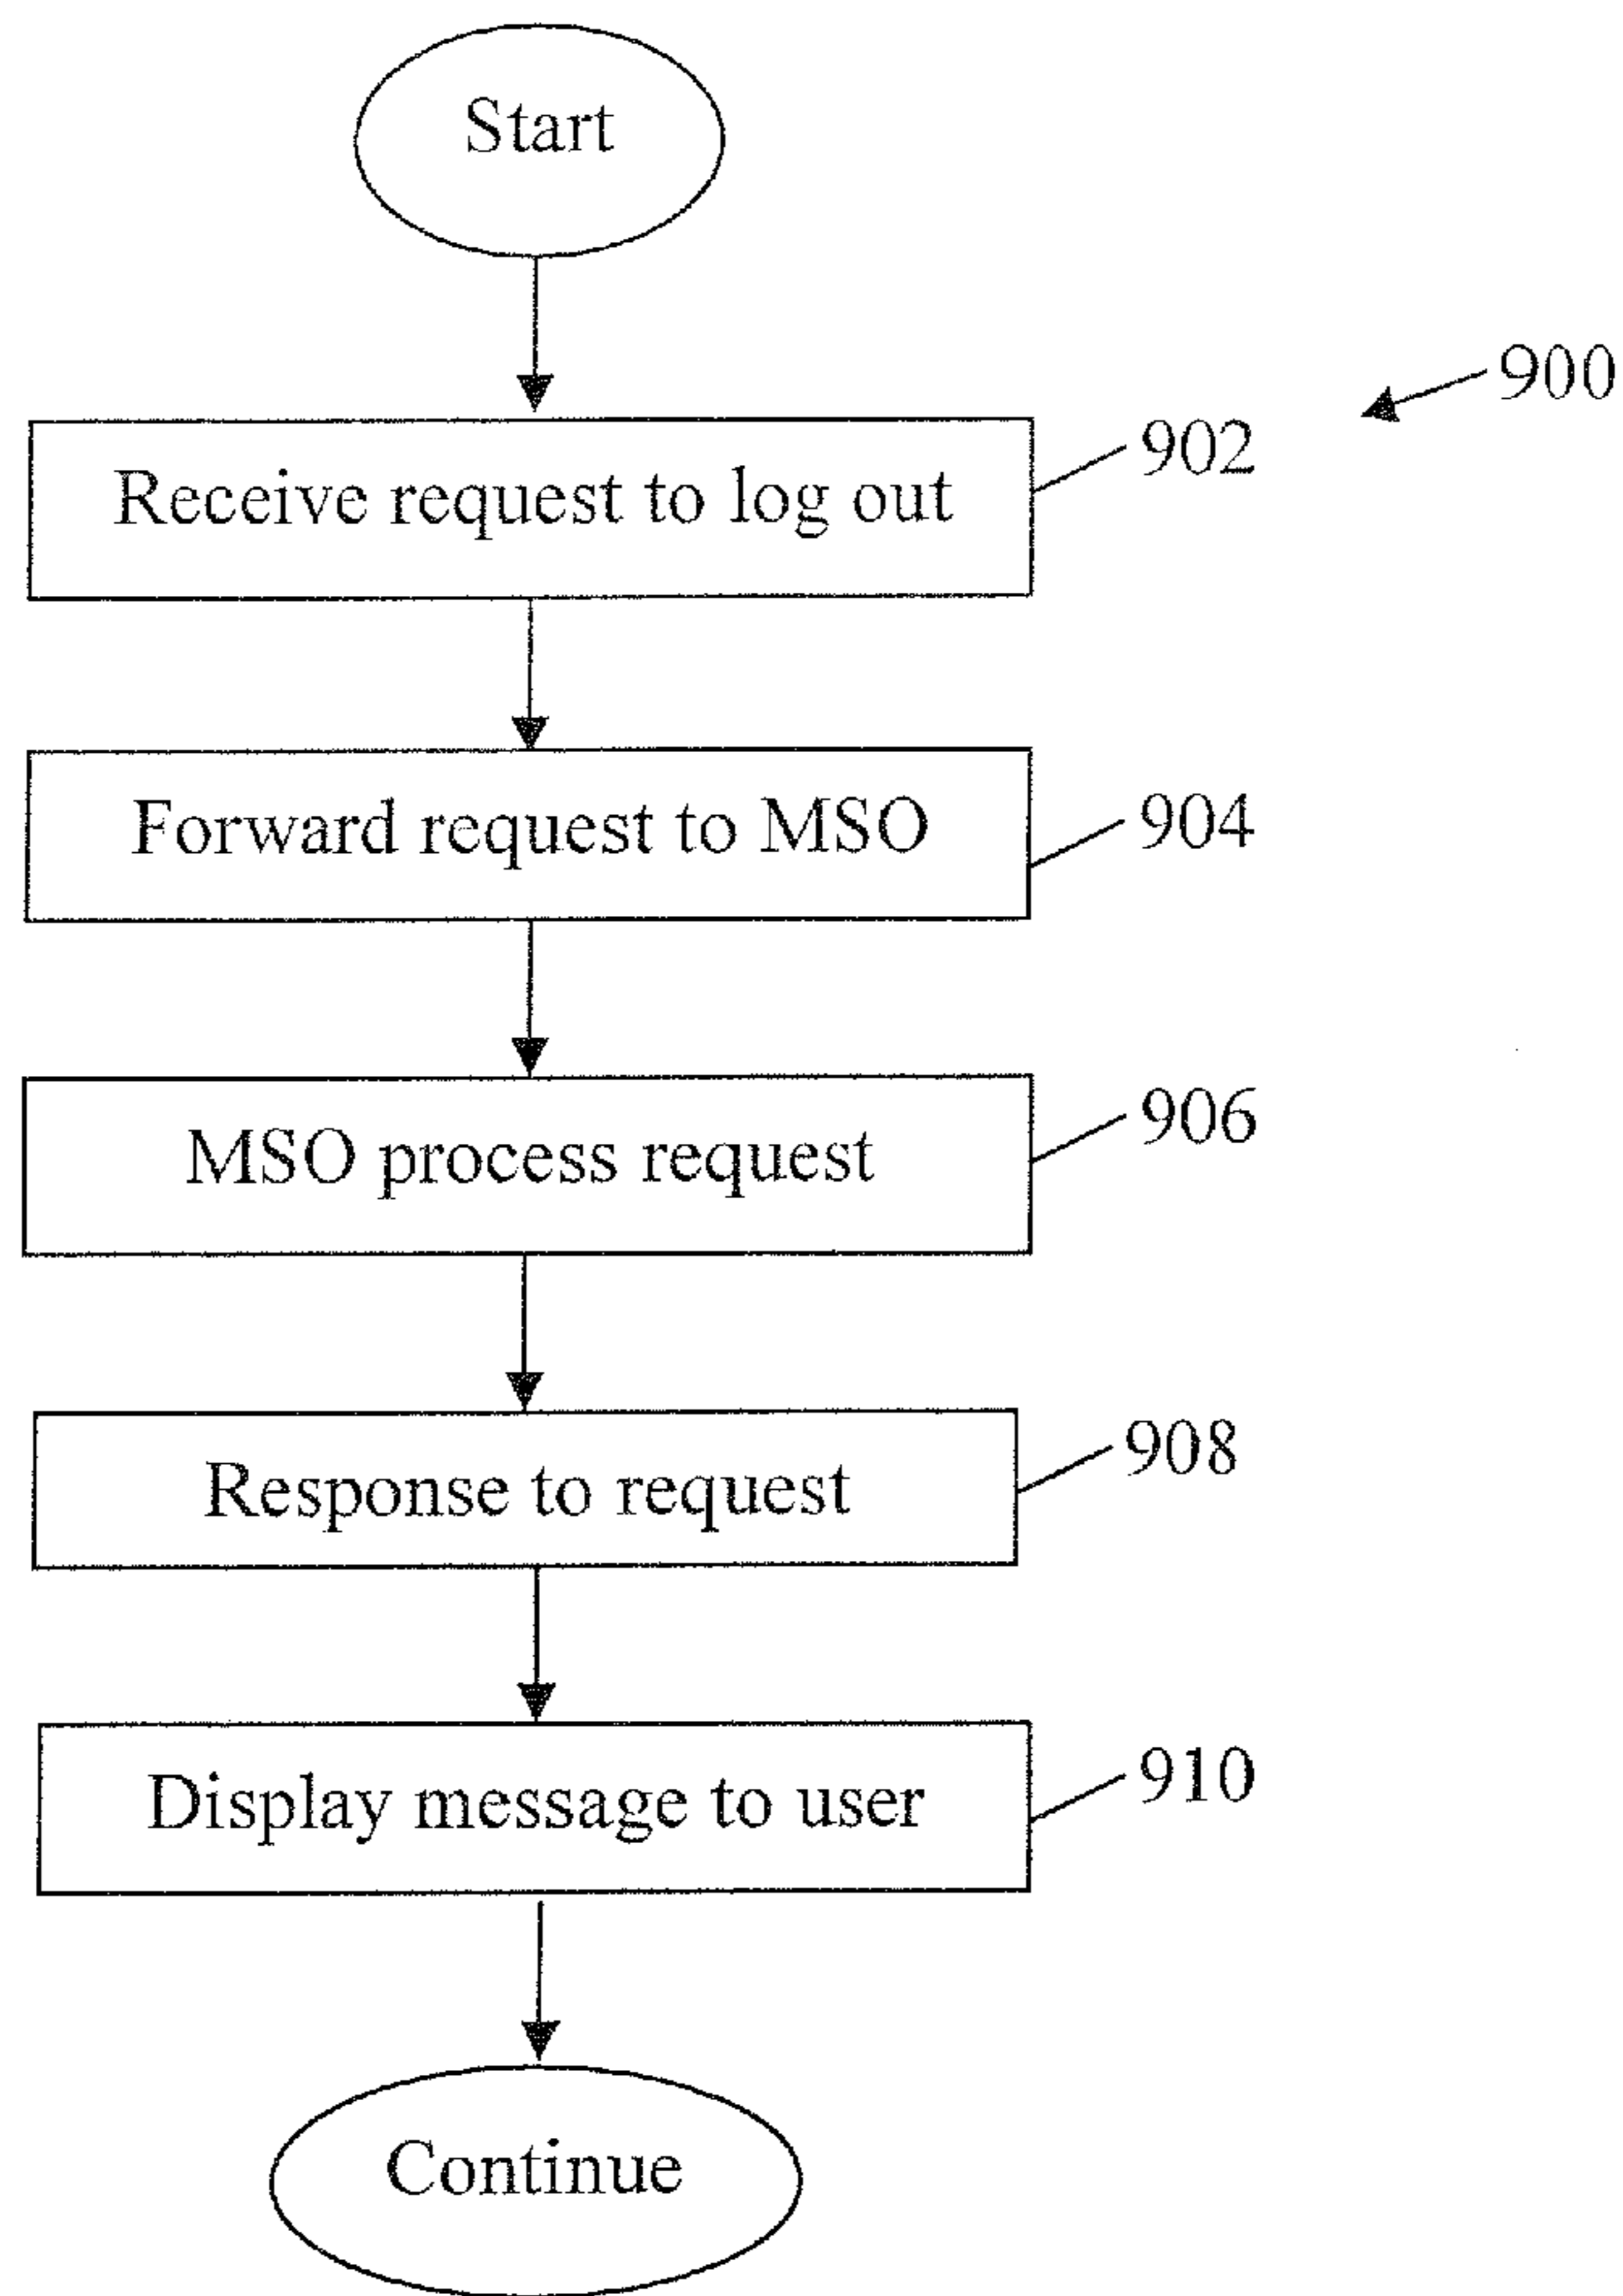 Start
900
Receive request to log out
902
Forward request to MSO
904
MSO process request
906
Response to request
908
Display message to user
910
Continue